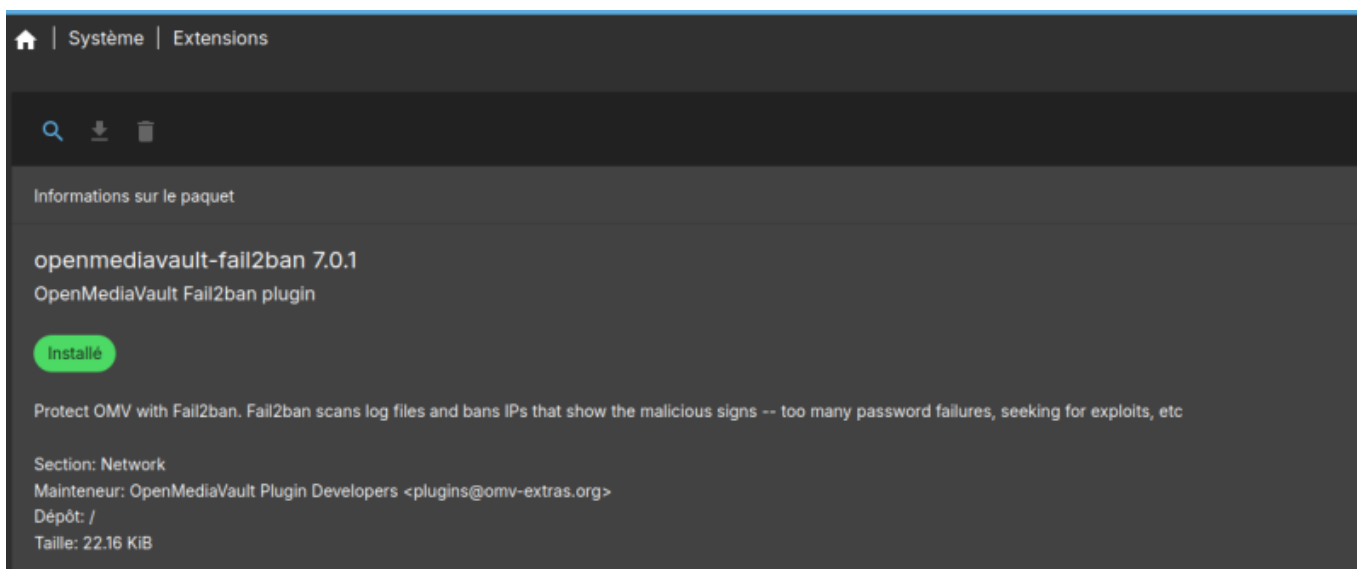 | Système | Extensions
Informations sur le paquet
openmediavault-fail2ban 7.0.1
OpenMediaVault Fail2ban plugin
Installé
Protect OMV with Fail2ban. Fail2ban scans log files and bans IPs that show the malicious signs -- too many password failures, seeking for exploits, etc
Section: Network
Mainteneur: OpenMediaVault Plugin Developers <plugins@omv-extras.org>
Dépôt: /
Taille: 22.16 KiB